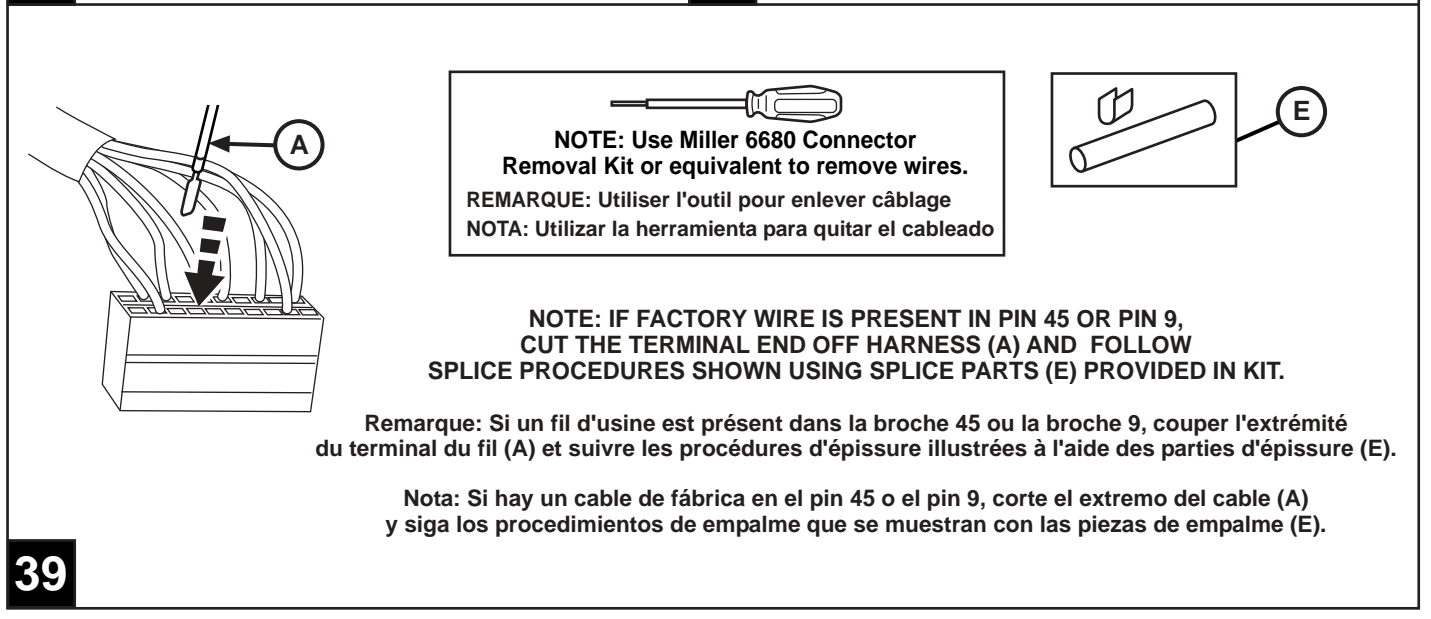 A
NOTE: Use Miller 6680 Connector
Removal Kit or equivalent to remove wires.
REMARQUE: Utiliser l'outil pour enlever câblage
NOTA: Utilizar la herramienta para quitar el cableado
E
NOTE: IF FACTORY WIRE IS PRESENT IN PIN 45 OR PIN 9,
CUT THE TERMINAL END OFF HARNESS (A) AND FOLLOW
SPLICE PROCEDURES SHOWN USING SPLICE PARTS (E) PROVIDED IN KIT.
Remarque: Si un fil d'usine est présent dans la broche 45 ou la broche 9, couper l'extrémité
du terminal du fil (A) et suivre les procédures d'épissure illustrées à l'aide des parties d'épissure (E).
Nota: Si hay un cable de fábrica en el pin 45 o el pin 9, corte el extremo del cable (A)
y siga los procedimientos de empalme que se muestran con las piezas de empalme (E).
39